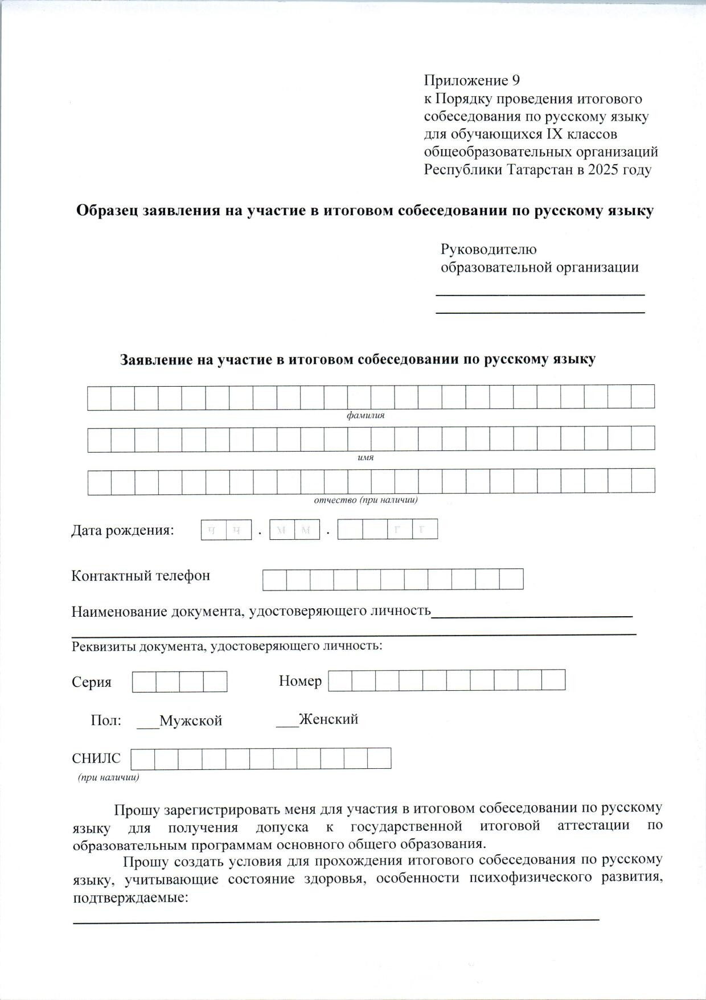 Приложение 9
к Порядку проведения итогового
собеседования по русскому языку
для обучающихся IX классов
общеобразовательных организаций
Республики Татарстан в 2025 году
Образец заявления на участие в итоговом собеседовании по русскому языку
Руководителю
образовательной организации
Заявление на участие в итоговом собеседовании по русскому языку
фамилия
имя
отчество (при наличии)
Дата рождения: ч ч . м м . г г
Контактный телефон
Наименование документа, удостоверяющего личность
Реквизиты документа, удостоверяющего личность:
Серия Номер
Пол: ___Мужской ___Женский
СНИЛС
(при наличии)
Прошу зарегистрировать меня для участия в итоговом собеседовании по русскому
языку для получения допуска к государственной итоговой аттестации по
образовательным программам основного общего образования.
Прошу создать условия для прохождения итогового собеседования по русскому
языку, учитывающие состояние здоровья, особенности психофизического развития,
подтверждаемые: